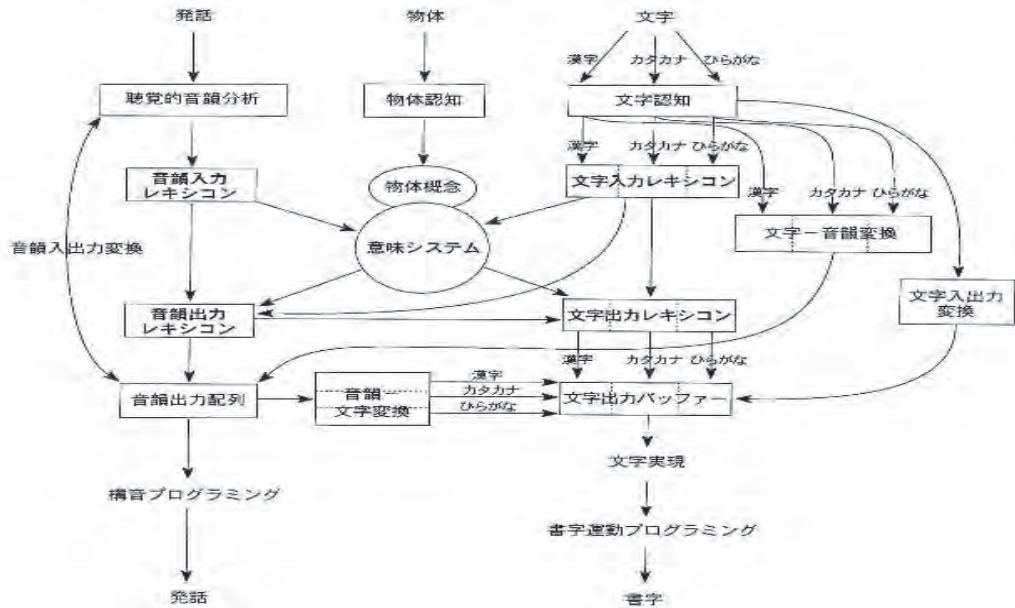 発話
物体
文字
漢字
カタカナ
ひらがな
聴覚的音韻分析
物体認知
文字認知
漢字
カタカナ
ひらがな
音韻入力
レキシコン
物体概念
文字入力レキシコン
漢字
カタカナ
ひらがな
音韻入出力変換
意味システム
文字－音韻変換
音韻出力
レキシコン
文字出力レキシコン
文字入出力
変換
漢字
カタカナ
ひらがな
音韻出力配列
音韻－
文字変換
漢字
カタカナ
ひらがな
文字出力バッファー
文字実現
構音プログラミング
書字運動プログラミング
発話
書字